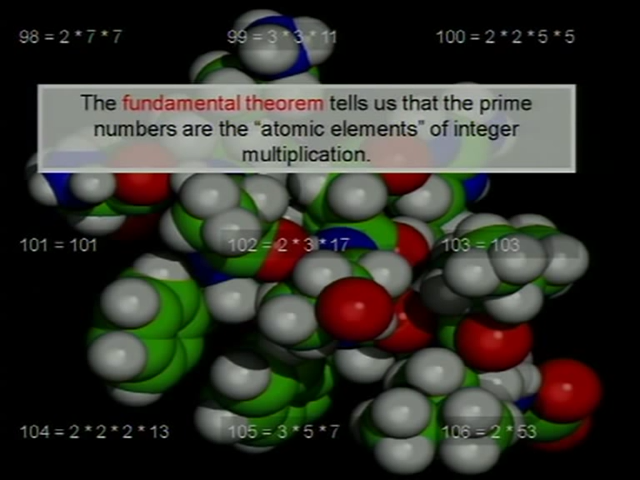 98 = 2 * 7 * 7
99 = 3 * 3 * 11
100 = 2 * 2 * 5 * 5
The fundamental theorem tells us that the prime
numbers are the “atomic elements” of integer
multiplication.
101 = 101
102 = 2 * 3 * 17
103 = 103
104 = 2 * 2 * 2 * 13
105 = 3 * 5 * 7
106 = 2 * 53